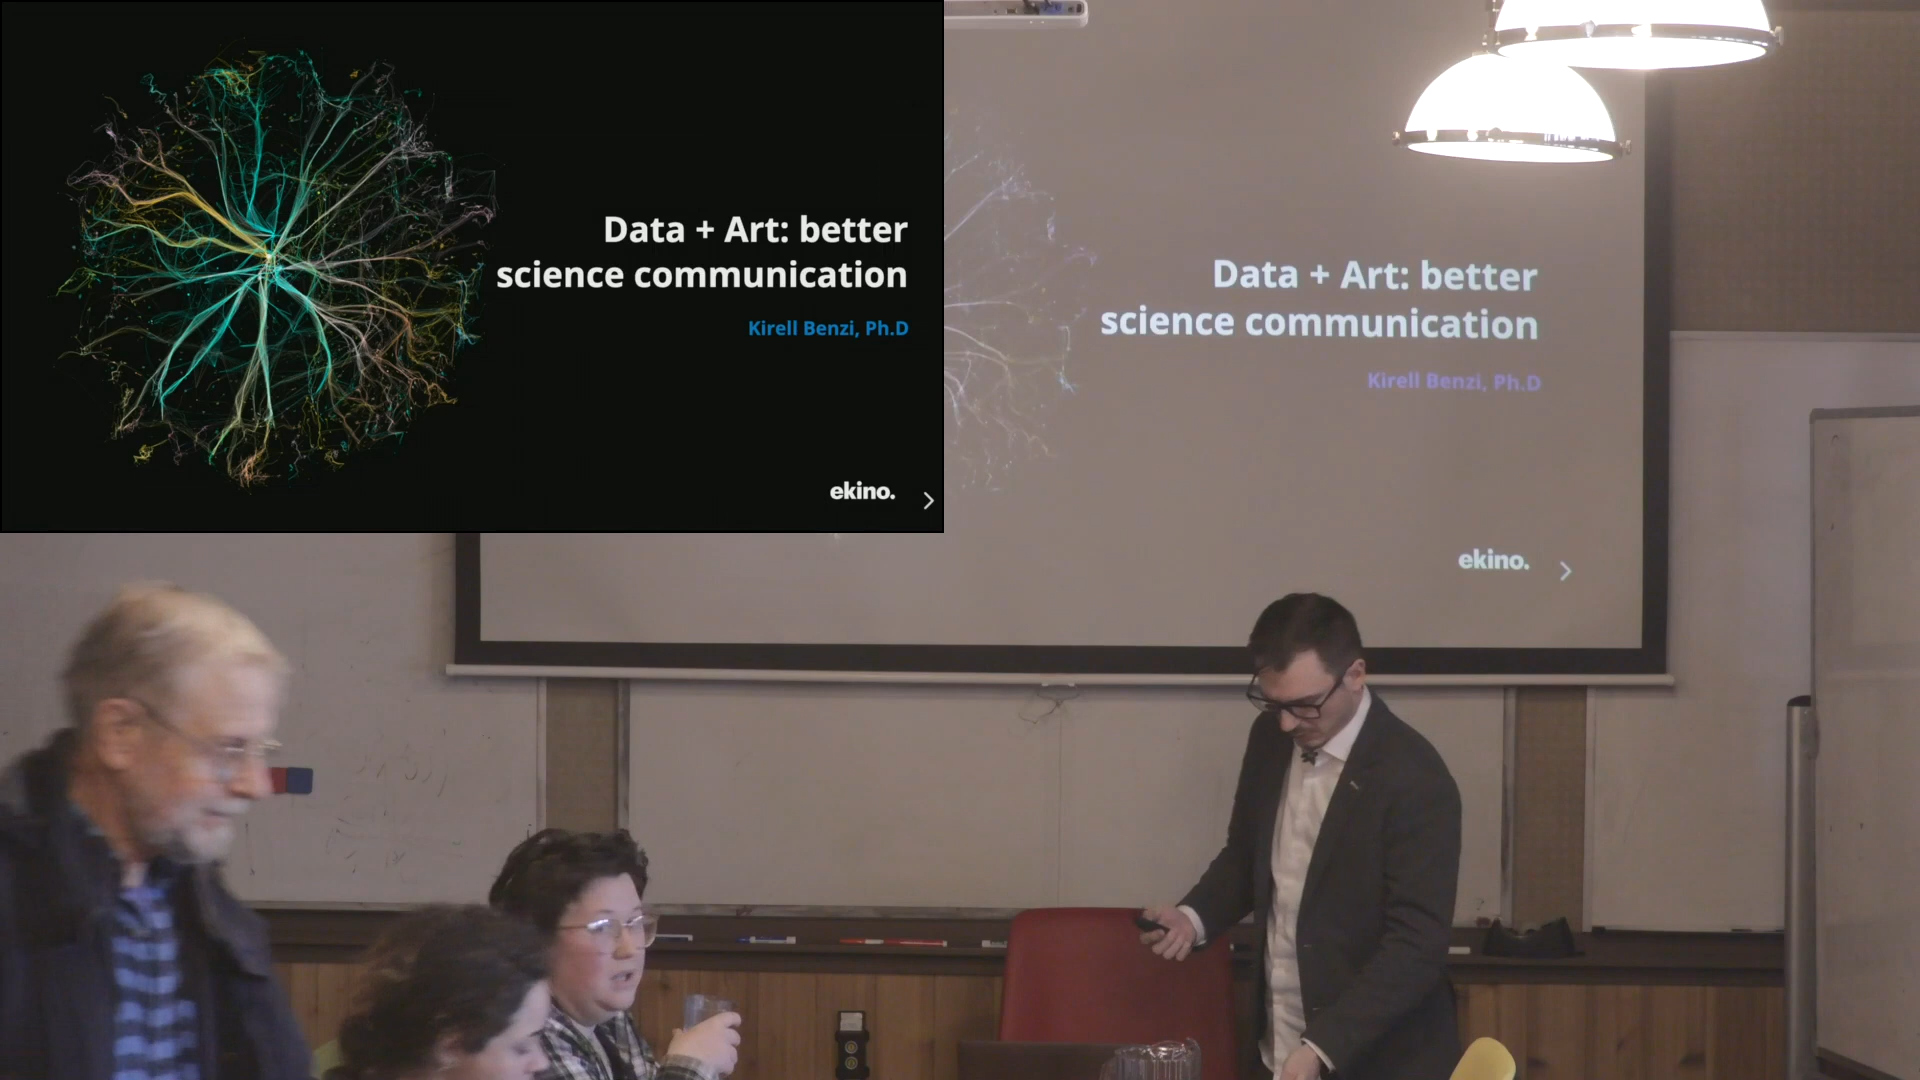 Data + Art: better
science communication
Kirell Benzi, Ph.D
ekino.
Data + Art: better
science communication
Kirell Benzi, Ph.D
ekino.